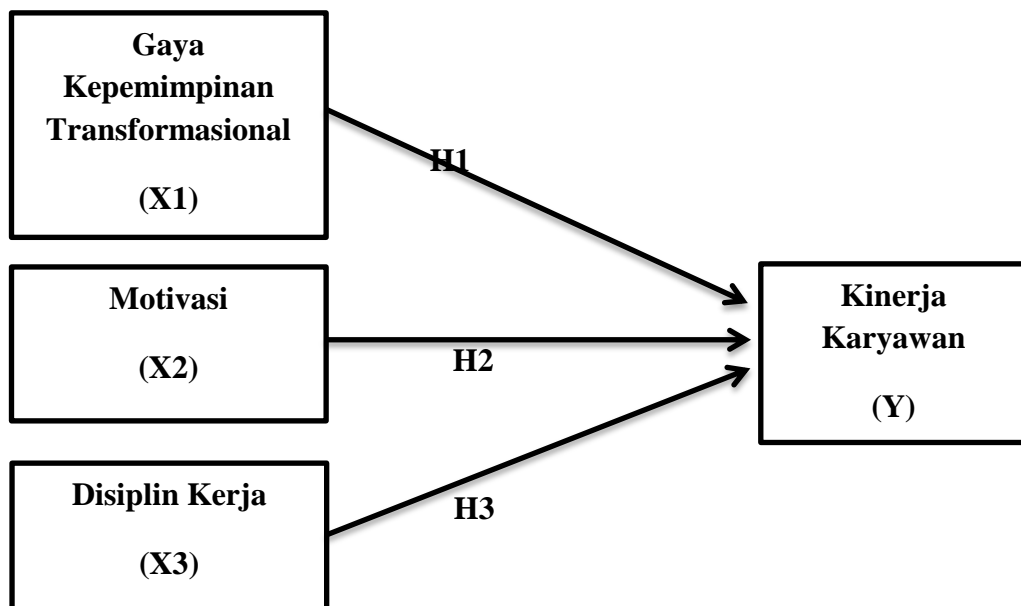 Gaya
Kepemimpinan
Transformasional
(X1)
H1
Motivasi
(X2)
H2
Kinerja
Karyawan
(Y)
Disiplin Kerja
(X3)
H3